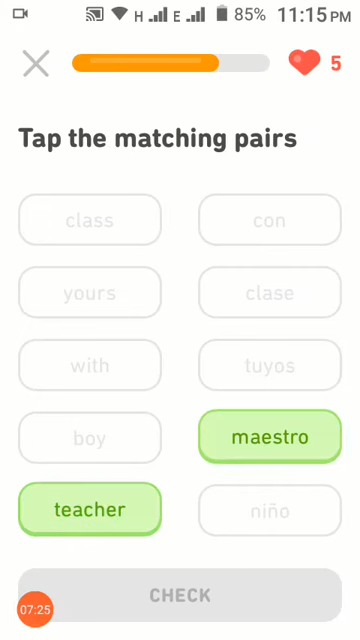 H E 85% 11:15 PM
5
Tap the matching pairs
class con
yours clase
with tuyos
boy maestro
teacher niño
CHECK
07:25